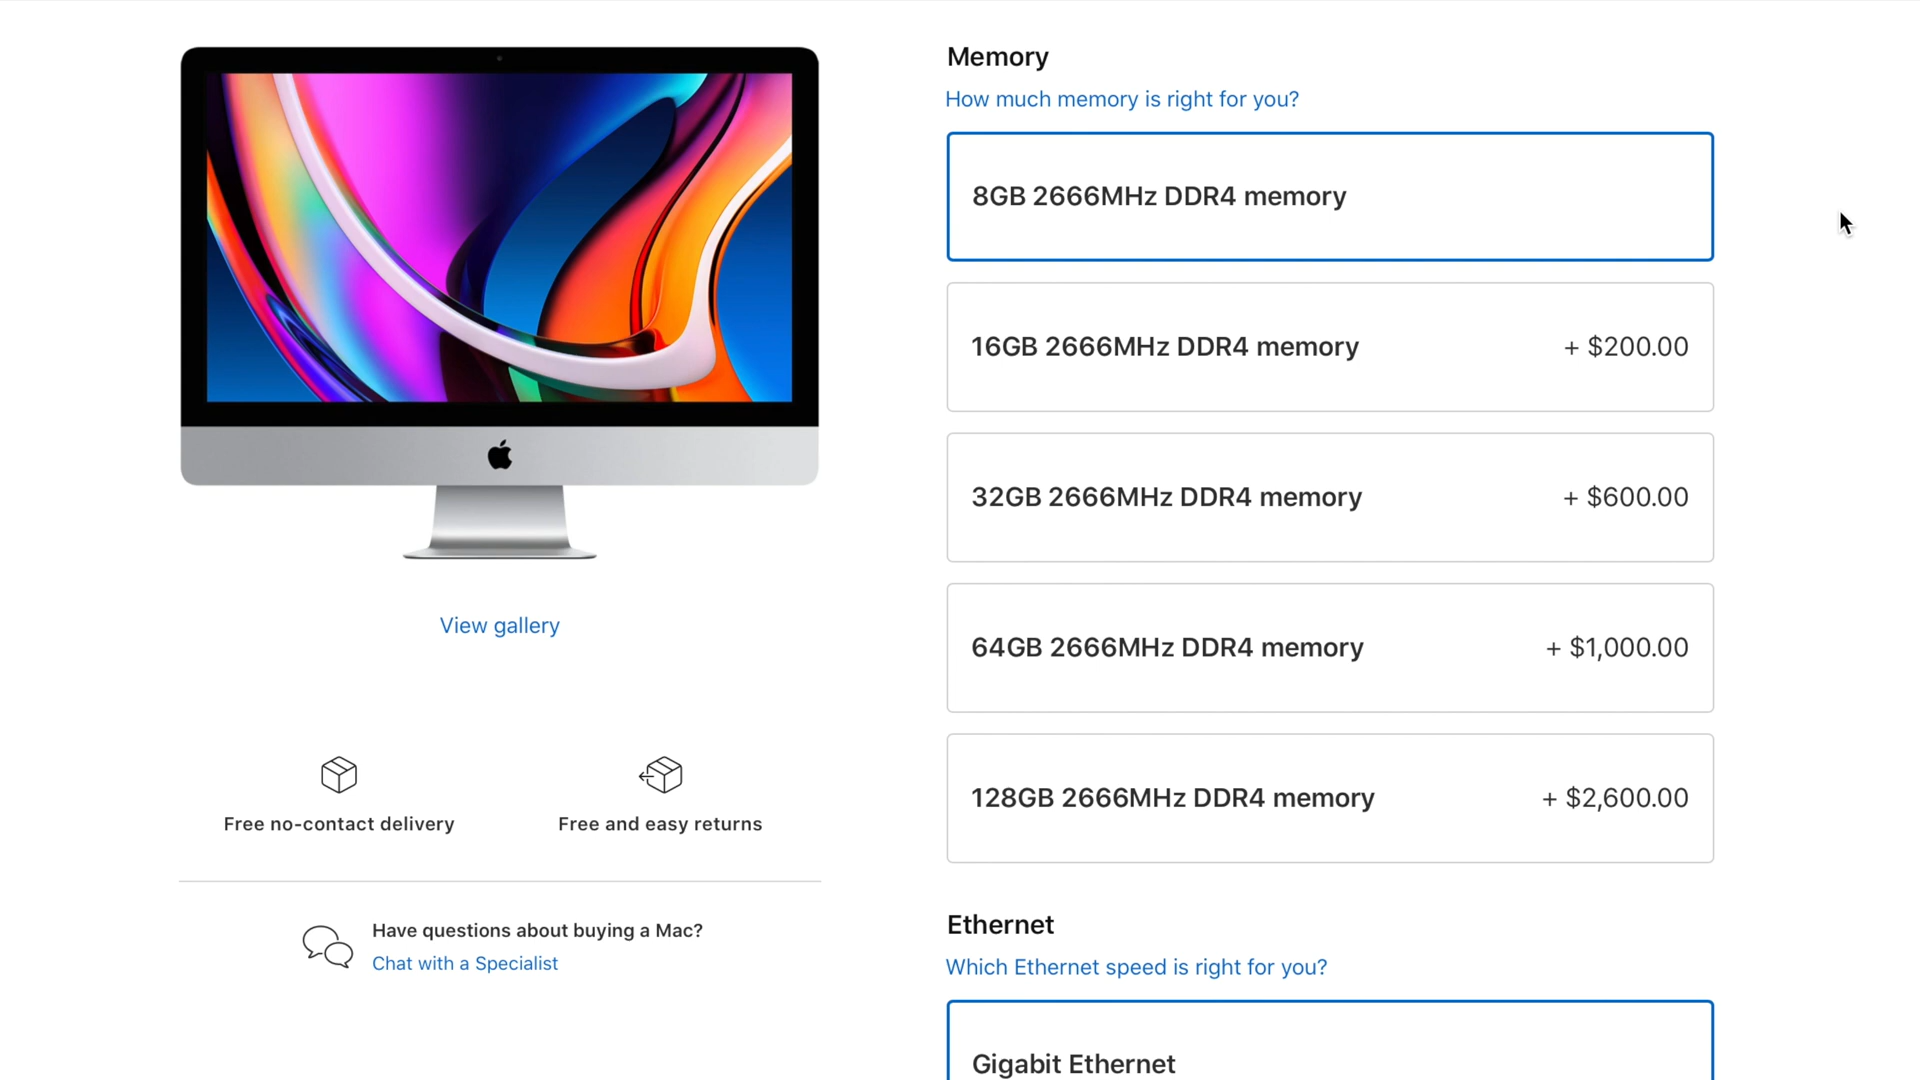 View gallery
Free no-contact delivery
Free and easy returns
Have questions about buying a Mac?
Chat with a Specialist
Memory
How much memory is right for you?
8GB 2666MHz DDR4 memory
16GB 2666MHz DDR4 memory + $200.00
32GB 2666MHz DDR4 memory + $600.00
64GB 2666MHz DDR4 memory + $1,000.00
128GB 2666MHz DDR4 memory + $2,600.00
Ethernet
Which Ethernet speed is right for you?
Gigabit Ethernet